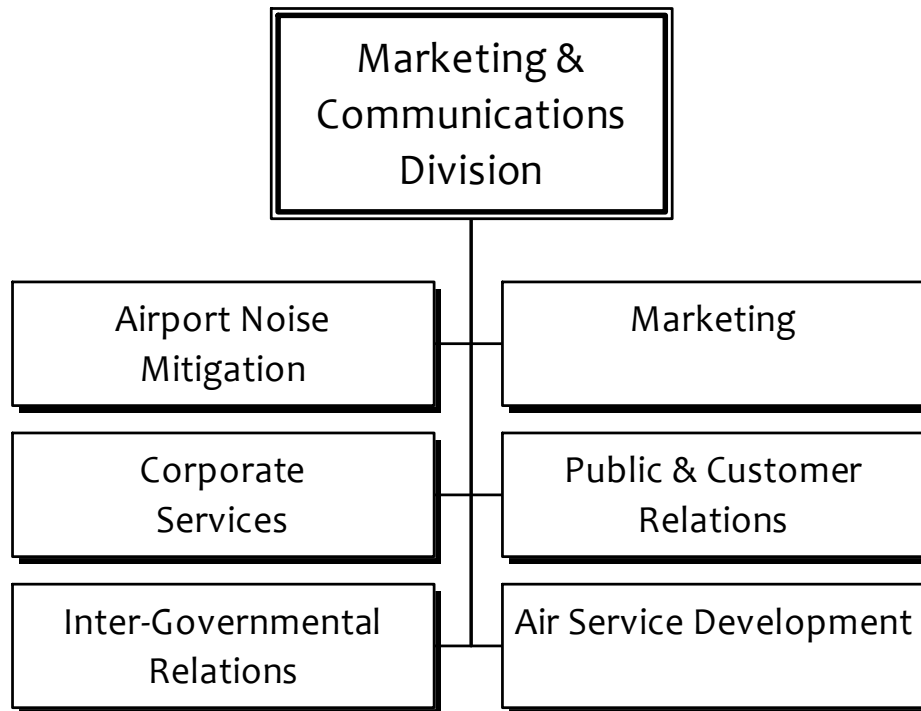 Marketing &
Communications
Division
Airport Noise
Mitigation
Marketing
Corporate
Services
Public & Customer
Relations
Inter-Governmental
Relations
Air Service Development